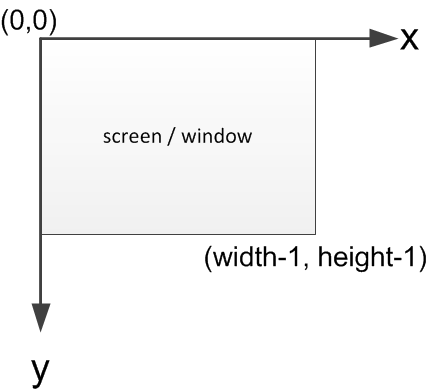 (0,0)
x
screen / window
(width-1, height-1)
y